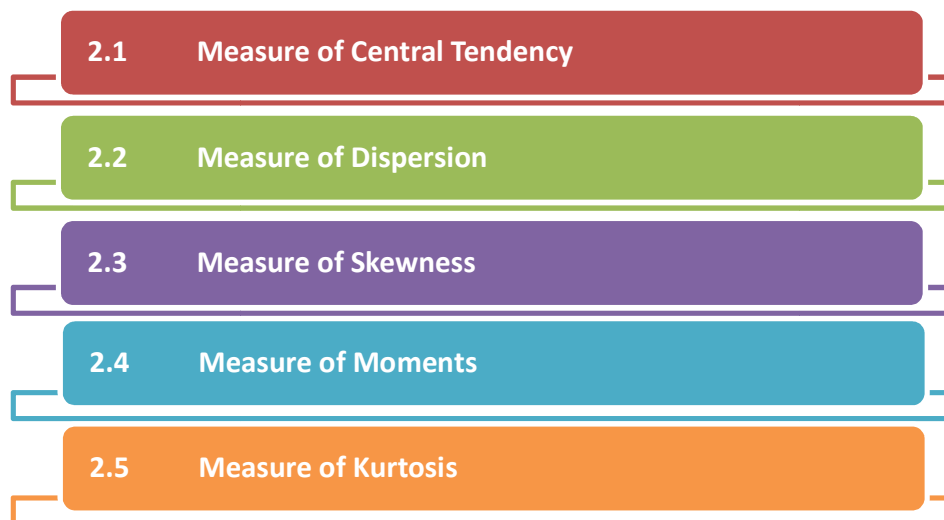 2.1 Measure of Central Tendency
2.2 Measure of Dispersion
2.3 Measure of Skewness
2.4 Measure of Moments
2.5 Measure of Kurtosis